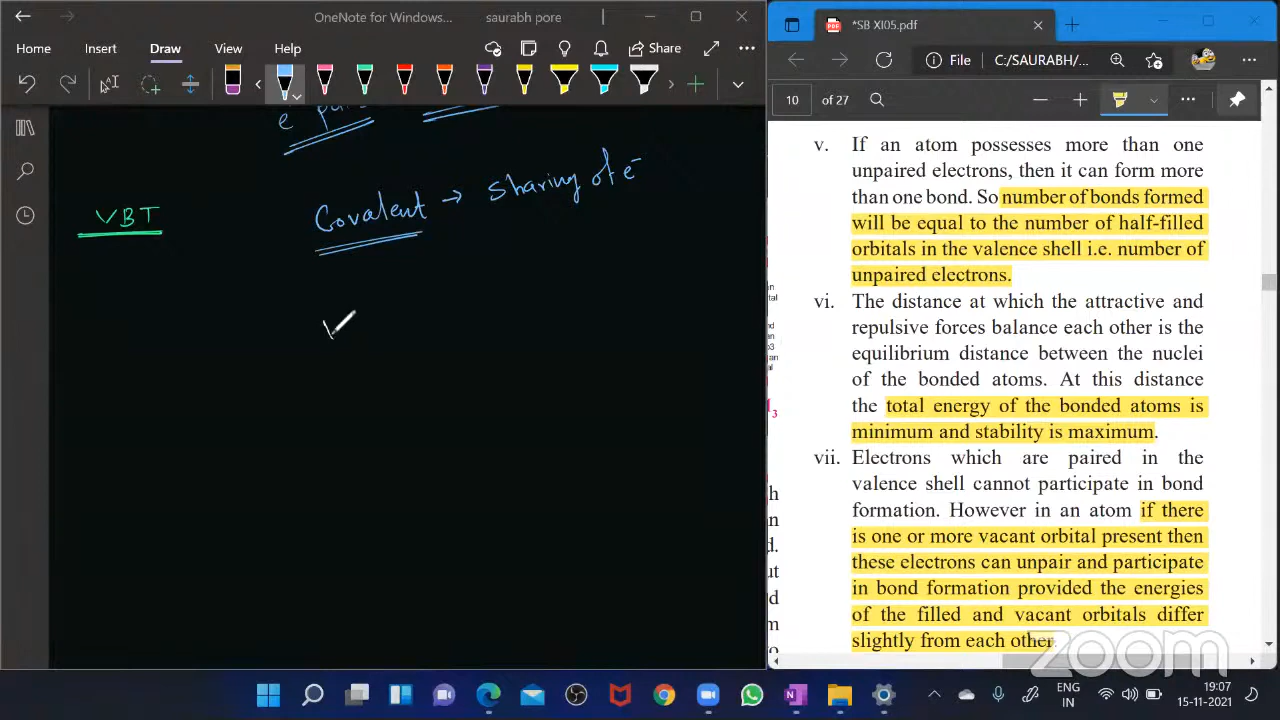 OneNote for Windows...
saurabh pore
Home
Insert
Draw
View
Help
Share
e pair
Covalent → sharing of e⁻
VBT
*SB XI05.pdf
File
C:/SAURABH/...
10 of 27
v. If an atom possesses more than one
unpaired electrons, then it can form more
than one bond. So number of bonds formed
will be equal to the number of half-filled
orbitals in the valence shell i.e. number of
unpaired electrons.
vi. The distance at which the attractive and
repulsive forces balance each other is the
equilibrium distance between the nuclei
of the bonded atoms. At this distance
the total energy of the bonded atoms is
minimum and stability is maximum.
vii. Electrons which are paired in the
valence shell cannot participate in bond
formation. However in an atom if there
is one or more vacant orbital present then
these electrons can unpair and participate
in bond formation provided the energies
of the filled and vacant orbitals differ
slightly from each other.
zoom
ENG
IN
19:07
15-11-2021